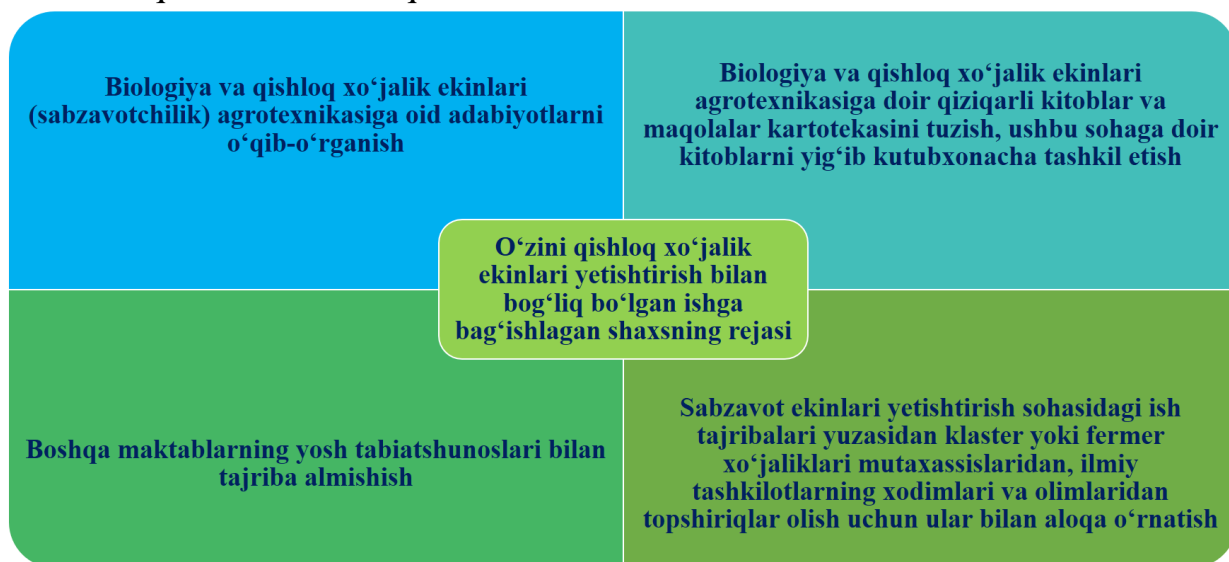 Biologiya va qishloq xo‘jalik ekinlari
(sabzavotchilik) agrotexnikasiga oid adabiyotlarni
o‘qib-o‘rganish
Biologiya va qishloq xo‘jalik ekinlari
agrotexnikasiga doir qiziqarli kitoblar va
maqolalar kartotekasini tuzish, ushbu sohaga doir
kitoblarni yig‘ib kutubxonacha tashkil etish
O‘zini qishloq xo‘jalik
ekinlari yetishtirish bilan
bog‘liq bo‘lgan ishga
bag‘ishlagan shaxsning rejasi
Boshqa maktablarning yosh tabiatshunoslari bilan
tajriba almishish
Sabzavot ekinlari yetishtirish sohasidagi ish
tajribalari yuzasidan klaster yoki fermer
xo‘jaliklari mutaxassislaridan, ilmiy
tashkilotlarning xodimlari va olimlaridan
topshiriqlar olish uchun ular bilan aloqa o‘rnatish